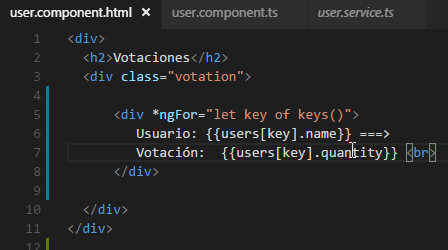 user.component.html × user.component.ts user.service.ts
1 <div>
2 <h2>Votaciones</h2>
3 <div class="votation">
4
5 <div *ngFor="let key of keys()">
6 Usuario: {{users[key].name}} ===>
7 Votación: {{users[key].quantity}} <br>
8 </div>
9
10 </div>
11 </div>
12